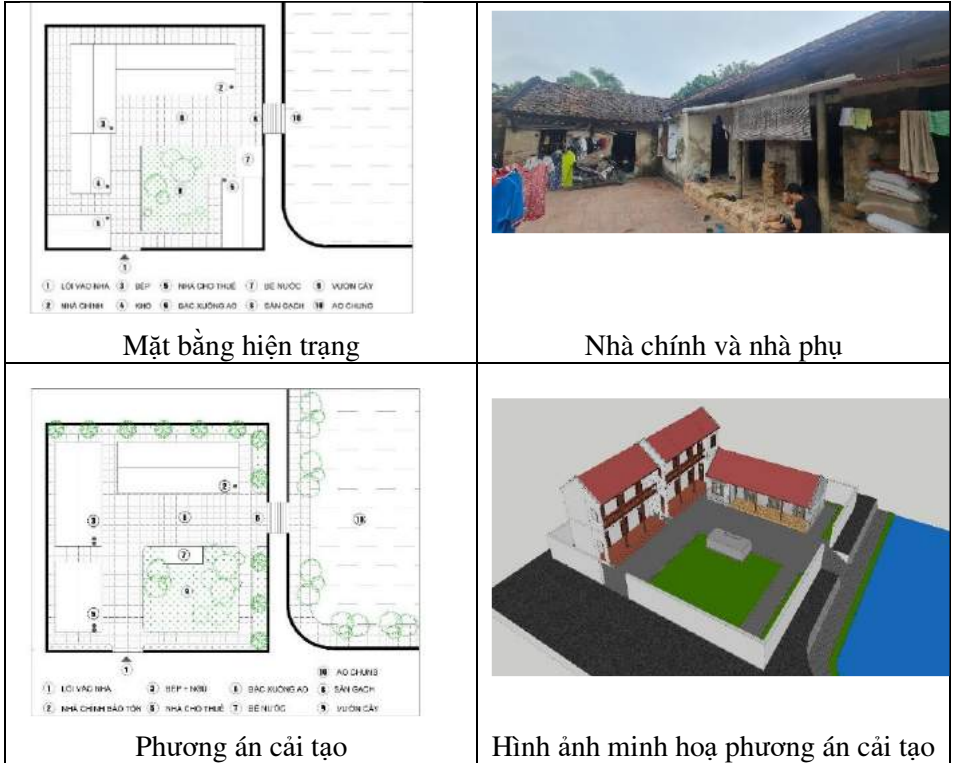 ① LỐI VÀO NHÀ ③ BẾP ⑤ NHÀ CHO THUÊ ⑦ BỂ NƯỚC ⑨ VƯỜN CÂY
② NHÀ CHÍNH ④ KHO ⑥ BẬC XUỐNG AO ⑧ SÂN GẠCH ⑩ AO CHUNG
Mặt bằng hiện trạng
Nhà chính và nhà phụ
⑩ AO CHUNG
① LỐI VÀO NHÀ ③ BẾP + NGỦ BẬC XUỐNG AO SÂN GẠCH
② NHÀ CHÍNH BẢO TỒN ⑤ NHÀ CHO THUÊ ⑦ BỂ NƯỚC ⑨ VƯỜN CÂY
Phương án cải tạo
Hình ảnh minh hoạ phương án cải tạo